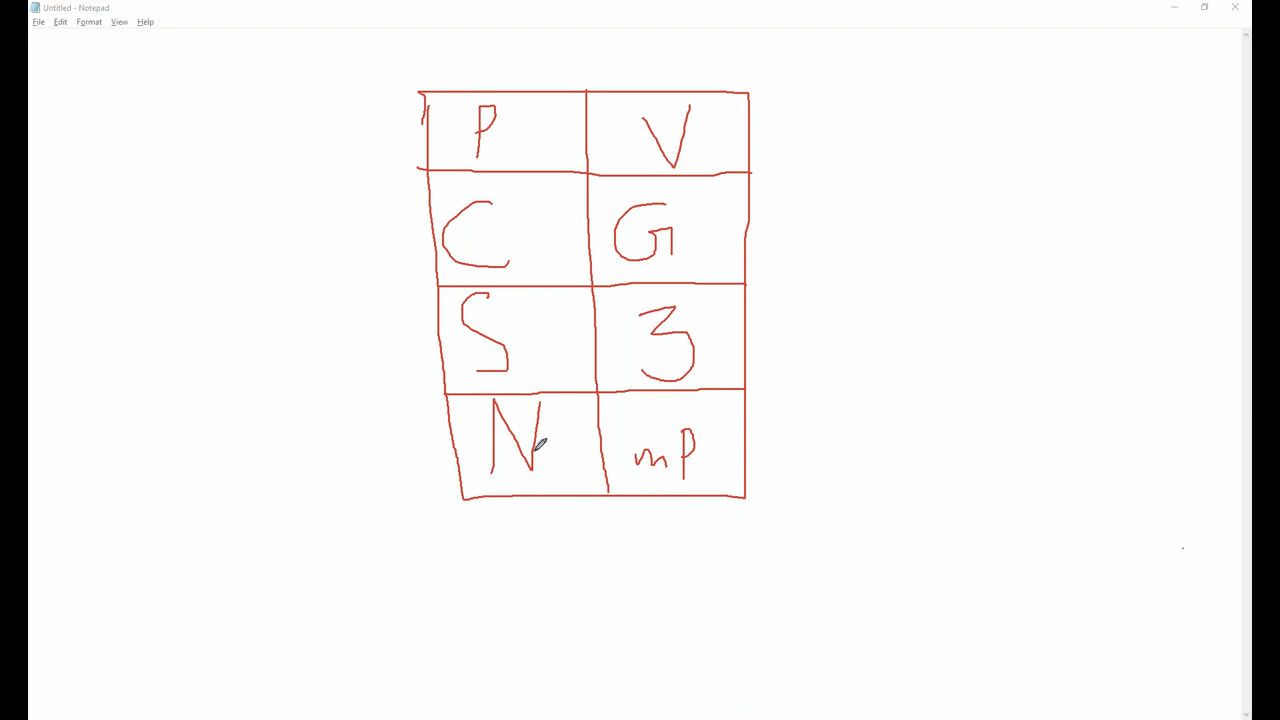 Untitled - Notepad
File Edit Format View Help
P V
C G
S 3
N mP